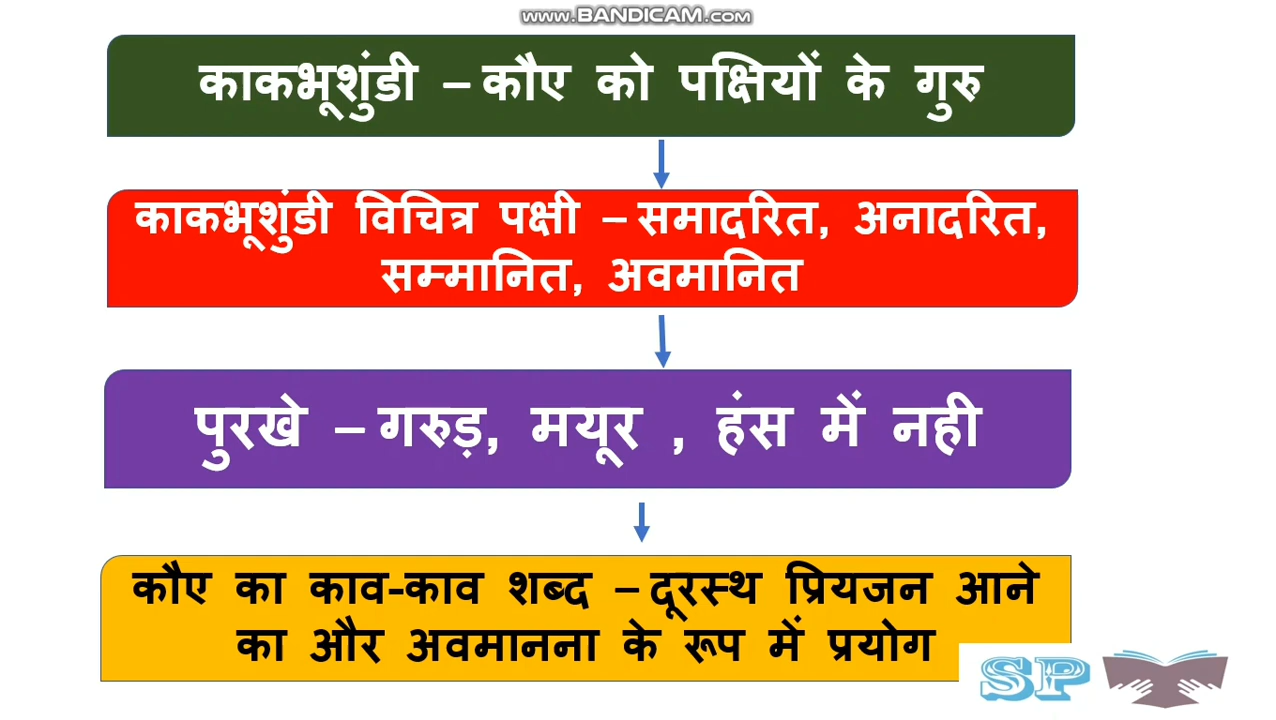 www.BANDICAM.com
काकभूशुंडी – कौए को पक्षियों के गुरु
काकभूशुंडी विचित्र पक्षी – समादरित, अनादरित,
सम्मानित, अवमानित
पुरखे – गरुड़, मयूर , हंस में नही
कौए का काव-काव शब्द – दूरस्थ प्रियजन आने
का और अवमानना के रूप में प्रयोग
SP